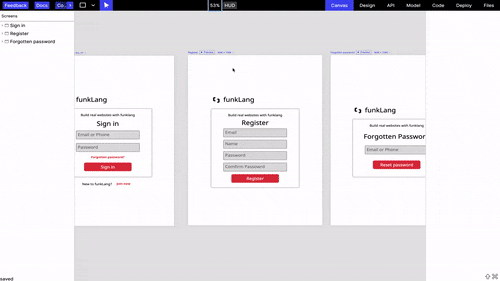 Feedback Docs Co... 1 53% HUD Canvas Design API Model Code Deploy Files
Screens
Sign in
Register
Forgotten password
Register
Forgotten password
funkLang
Build real websites with funklang
Sign in
Email or Phone
Password
Forgotten password?
Sign in
New to funkLang? Join now
funkLang
Build real websites with funklang
Register
Email
Name
Password
Comfirm Password
Register
funkLang
Build real websites with funklang
Forgotten Passwor
Email or Phone
Reset password
saved